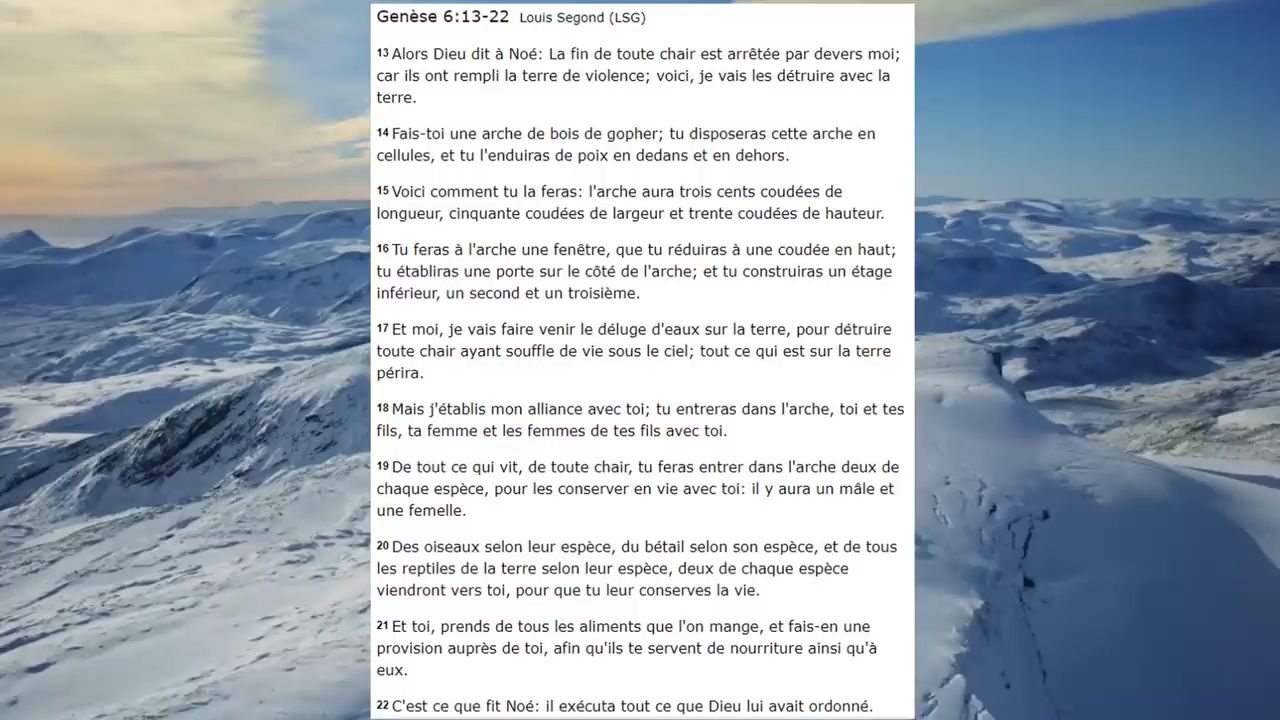 Genèse 6:13-22 Louis Segond (LSG)
13 Alors Dieu dit à Noé: La fin de toute chair est arrêtée par devers moi;
car ils ont rempli la terre de violence; voici, je vais les détruire avec la
terre.
14 Fais-toi une arche de bois de gopher; tu disposeras cette arche en
cellules, et tu l'enduiras de poix en dedans et en dehors.
15 Voici comment tu la feras: l'arche aura trois cents coudées de
longueur, cinquante coudées de largeur et trente coudées de hauteur.
16 Tu feras à l'arche une fenêtre, que tu réduiras à une coudée en haut;
tu établiras une porte sur le côté de l'arche; et tu construiras un étage
inférieur, un second et un troisième.
17 Et moi, je vais faire venir le déluge d'eaux sur la terre, pour détruire
toute chair ayant souffle de vie sous le ciel; tout ce qui est sur la terre
périra.
18 Mais j'établis mon alliance avec toi; tu entreras dans l'arche, toi et tes
fils, ta femme et les femmes de tes fils avec toi.
19 De tout ce qui vit, de toute chair, tu feras entrer dans l'arche deux de
chaque espèce, pour les conserver en vie avec toi: il y aura un mâle et
une femelle.
20 Des oiseaux selon leur espèce, du bétail selon son espèce, et de tous
les reptiles de la terre selon leur espèce, deux de chaque espèce
viendront vers toi, pour que tu leur conserves la vie.
21 Et toi, prends de tous les aliments que l'on mange, et fais-en une
provision auprès de toi, afin qu'ils te servent de nourriture ainsi qu'à
eux.
22 C'est ce que fit Noé: il exécuta tout ce que Dieu lui avait ordonné.